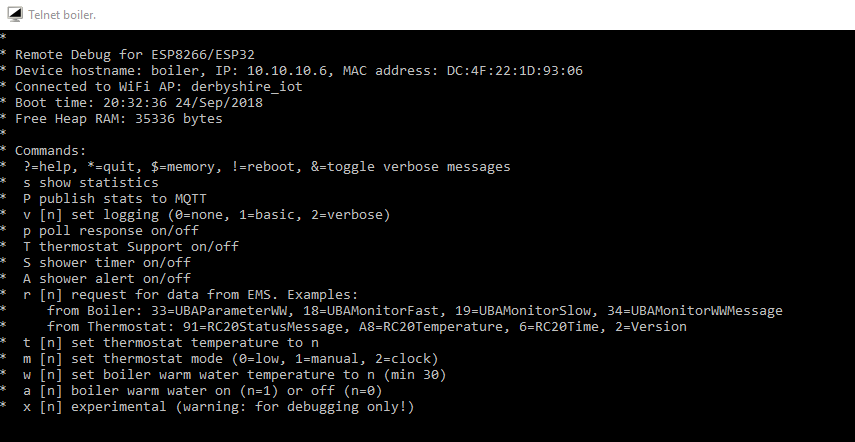 Telnet boiler.
*
* Remote Debug for ESP8266/ESP32
* Device hostname: boiler, IP: 10.10.10.6, MAC address: DC:4F:22:1D:93:06
* Connected to WiFi AP: derbyshire_iot
* Boot time: 20:32:36 24/Sep/2018
* Free Heap RAM: 35336 bytes
*
* Commands:
*  ?=help, *=quit, $=memory, !=reboot, &=toggle verbose messages
*  s show statistics
*  P publish stats to MQTT
*  v [n] set logging (0=none, 1=basic, 2=verbose)
*  p poll response on/off
*  T thermostat Support on/off
*  S shower timer on/off
*  A shower alert on/off
*  r [n] request for data from EMS. Examples:
*     from Boiler: 33=UBAParameterWW, 18=UBAMonitorFast, 19=UBAMonitorSlow, 34=UBAMonitorWWMessage
*     from Thermostat: 91=RC20StatusMessage, A8=RC20Temperature, 6=RC20Time, 2=Version
*  t [n] set thermostat temperature to n
*  m [n] set thermostat mode (0=low, 1=manual, 2=clock)
*  w [n] set boiler warm water temperature to n (min 30)
*  a [n] boiler warm water on (n=1) or off (n=0)
*  x [n] experimental (warning: for debugging only!)